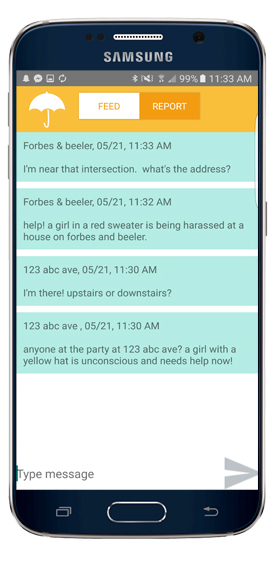 SAMSUNG
99% 11:33 AM
FEED REPORT
Forbes & beeler, 05/21, 11:33 AM
I'm near that intersection.  what's the address?
Forbes & beeler, 05/21, 11:32 AM
help! a girl in a red sweater is being harassed at a
house on forbes and beeler.
123 abc ave, 05/21, 11:30 AM
I'm there! upstairs or downstairs?
123 abc ave , 05/21, 11:30 AM
anyone at the party at 123 abc ave? a girl with a
yellow hat is unconscious and needs help now!
Type message